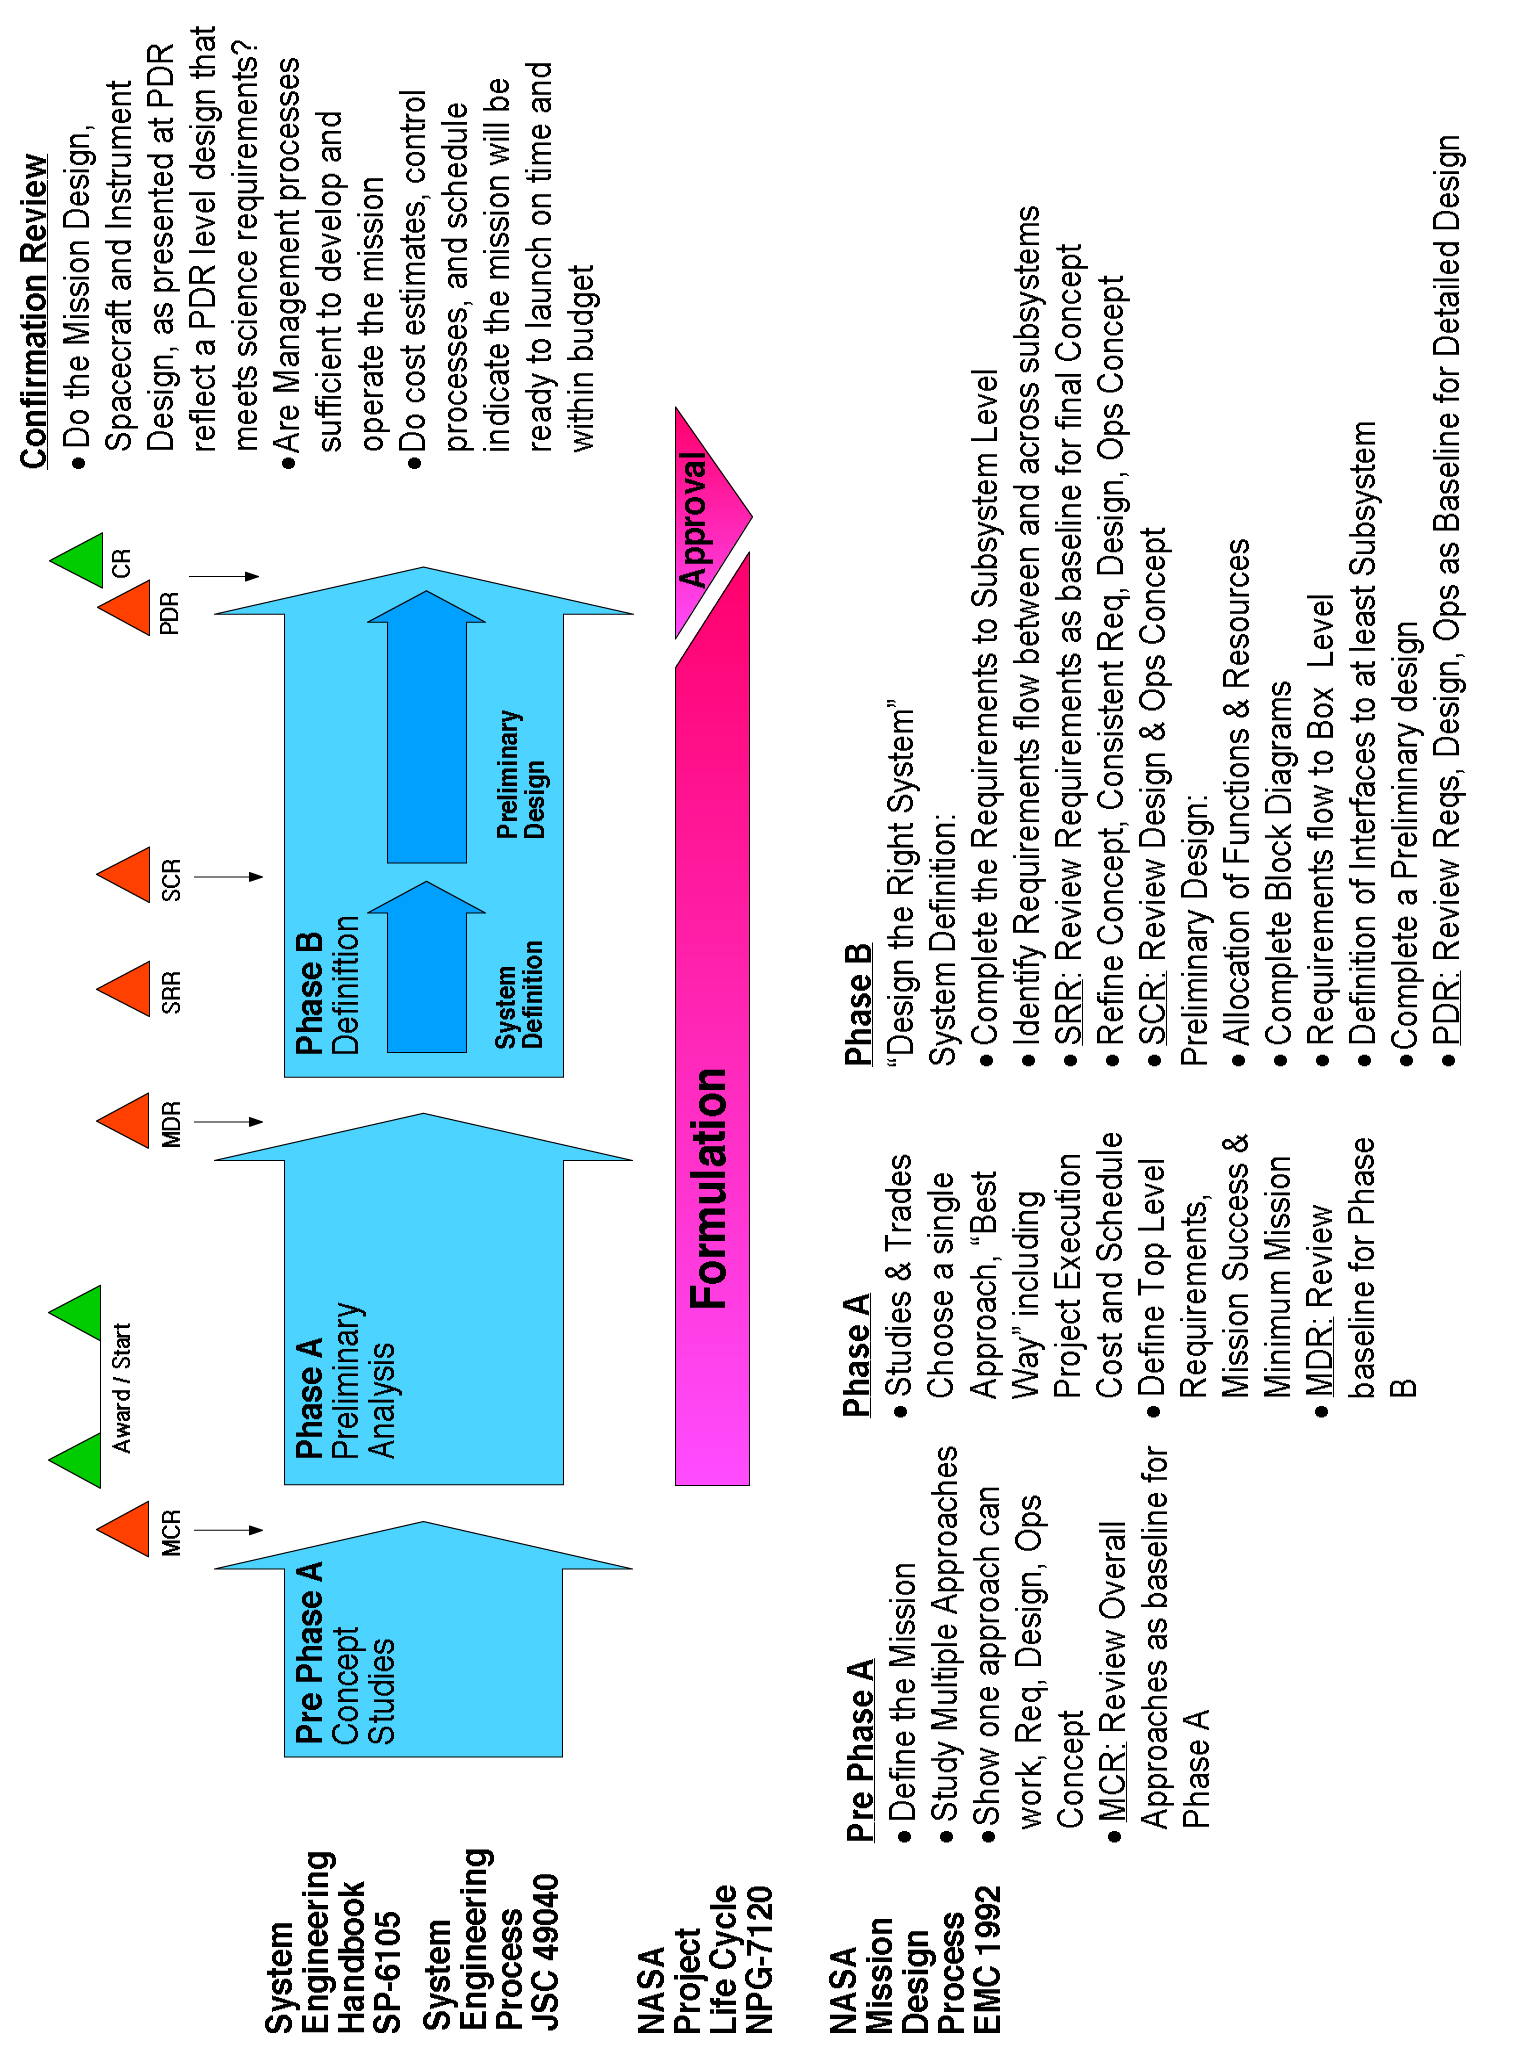 Award / Start
CR
MCR
MDR
SRR
SCR
PDR
System
Engineering
Handbook
SP-6105
System
Engineering
Process
JSC 49040
Pre Phase A
Concept
Studies
Phase A
Preliminary
Analysis
Phase B
Definiftion
System
Definition
Preliminary
Design
Confirmation Review
• Do the Mission Design,
Spacecraft and Instrument
Design, as presented at PDR
reflect a PDR level design that
meets science requirements?
• Are Management processes
sufficient to develop and
operate the mission
• Do cost estimates, control
processes, and schedule
indicate the mission will be
ready to launch on time and
within budget
NASA
Project
Life Cycle
NPG-7120
Formulation
Approval
NASA
Mission
Design
Process
EMC 1992
Pre Phase A
• Define the Mission
• Study Multiple Approaches
• Show one approach can
work, Req, Design, Ops
Concept
• MCR: Review Overall
Approaches as baseline for
Phase A
Phase A
• Studies & Trades
Choose a single
Approach, “Best
Way” including
Project Execution
Cost and Schedule
• Define Top Level
Requirements,
Mission Success &
Minimum Mission
• MDR: Review
baseline for Phase
B
Phase B
“Design the Right System”
System Definition:
• Complete the Requirements to Subsystem Level
• Identify Requirements flow between and across subsystems
• SRR: Review Requirements as baseline for final Concept
• Refine Concept, Consistent Req, Design, Ops Concept
• SCR: Review Design & Ops Concept
Preliminary Design:
• Allocation of Functions & Resources
• Complete Block Diagrams
• Requirements flow to Box Level
• Definition of Interfaces to at least Subsystem
• Complete a Preliminary design
• PDR: Review Reqs, Design, Ops as Baseline for Detailed Design